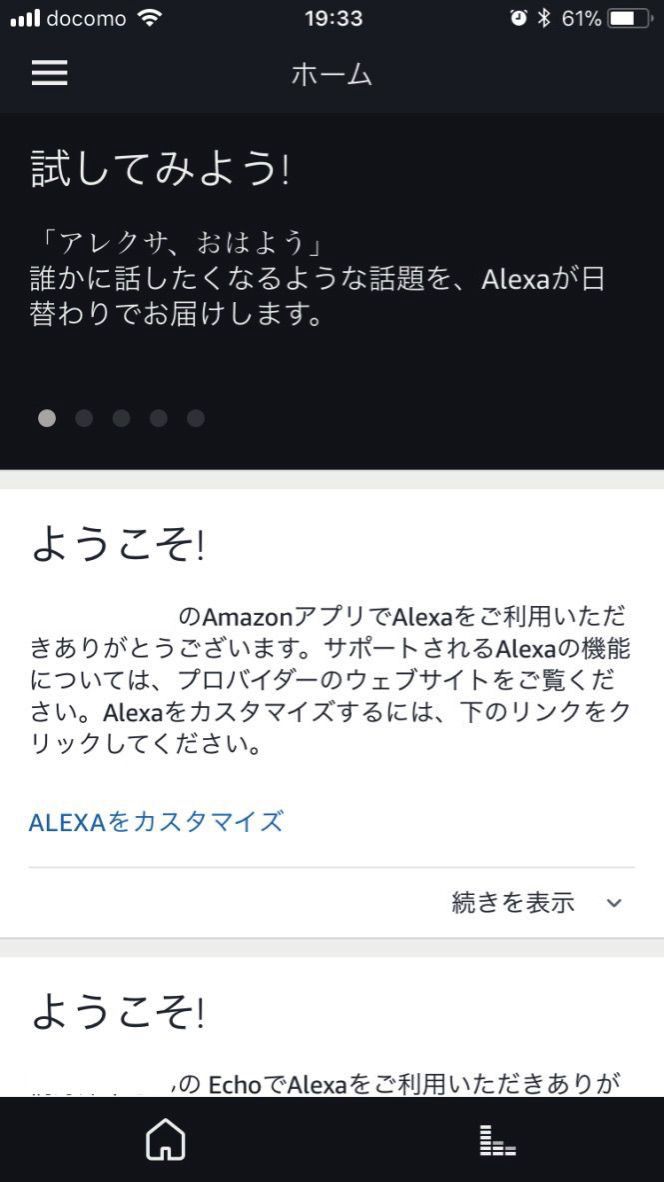 docomo 19:33 61%
ホーム
試してみよう!
「アレクサ、おはよう」
誰かに話したくなるような話題を、Alexaが日
替わりでお届けします。
ようこそ!
のAmazonアプリでAlexaをご利用いただ
きありがとうございます。サポートされるAlexaの機能
については、プロバイダーのウェブサイトをご覧くだ
さい。Alexaをカスタマイズするには、下のリンクをク
リックしてください。
ALEXAをカスタマイズ
続きを表示
ようこそ!
の EchoでAlexaをご利用いただきありが